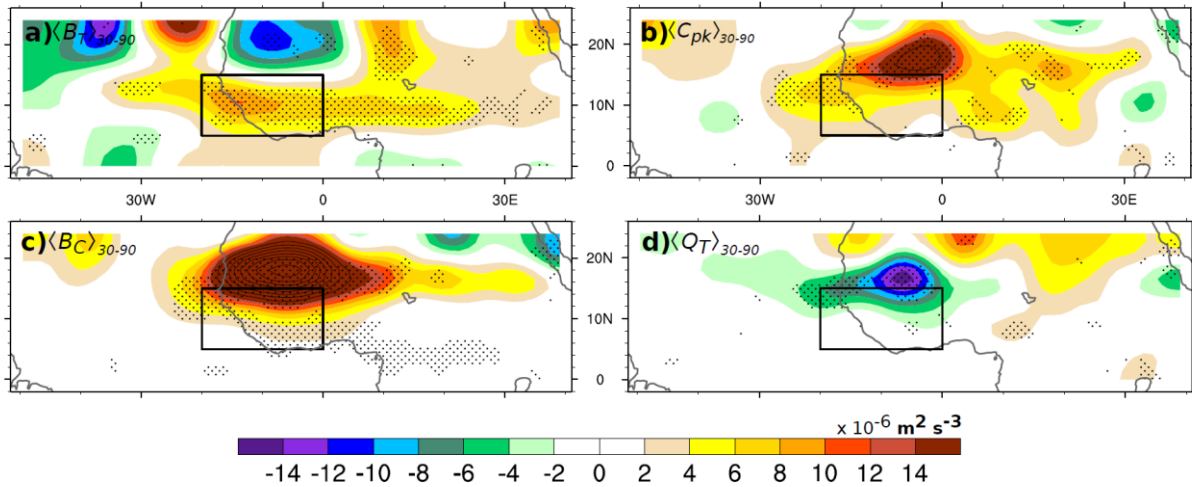 a) ⟨B_T⟩_30-90
b) ⟨C_pk⟩_30-90
20N
10N
0
30W 0 30E
30W 0 30E
c) ⟨B_C⟩_30-90
d) ⟨Q_T⟩_30-90
20N
10N
0
x 10^-6 m^2 s^-3
-14 -12 -10 -8 -6 -4 -2 0 2 4 6 8 10 12 14